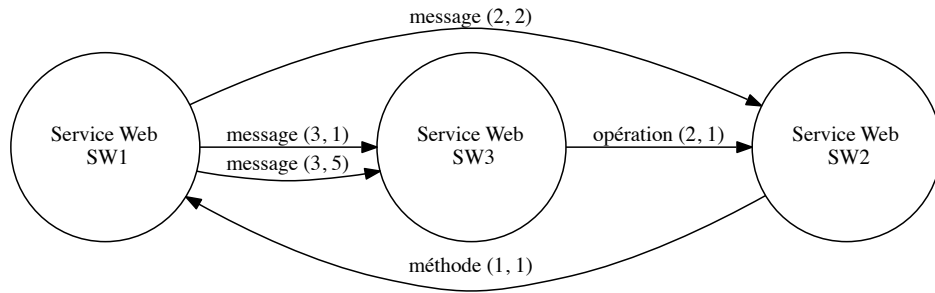 message (2, 2)
Service Web
SW1
message (3, 1)
message (3, 5)
Service Web
SW3
opération (2, 1)
Service Web
SW2
méthode (1, 1)